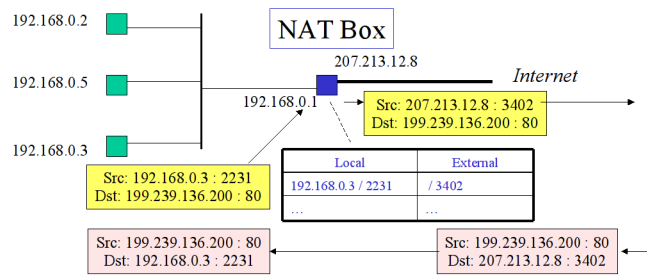 192.168.0.2
NAT Box
207.213.12.8
192.168.0.5
Internet
192.168.0.1
Src: 207.213.12.8 : 3402
Dst: 199.239.136.200 : 80
192.168.0.3
Src: 192.168.0.3 : 2231
Dst: 199.239.136.200 : 80
Local External
192.168.0.3 / 2231 / 3402
... ...
Src: 199.239.136.200 : 80
Dst: 192.168.0.3 : 2231
Src: 199.239.136.200 : 80
Dst: 207.213.12.8 : 3402